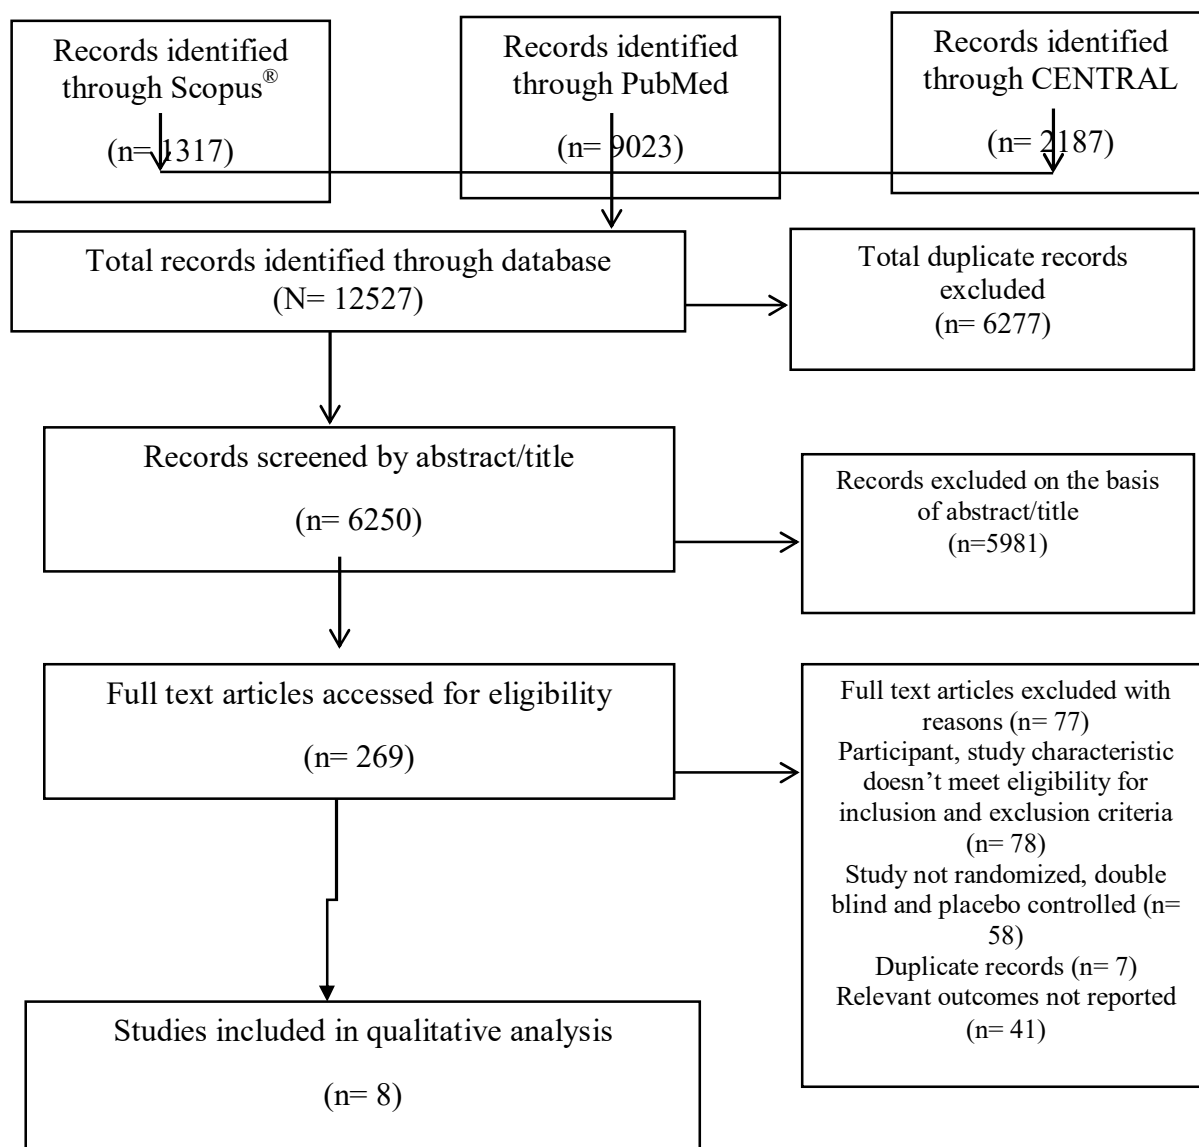 Records identified
through Scopus®
(n= 1317)
Records identified
through PubMed
(n= 9023)
Records identified
through CENTRAL
(n= 2187)
Total records identified through database
(N= 12527)
Total duplicate records
excluded
(n= 6277)
Records screened by abstract/title
(n= 6250)
Records excluded on the basis
of abstract/title
(n=5981)
Full text articles accessed for eligibility
(n= 269)
Full text articles excluded with
reasons (n= 77)
Participant, study characteristic
doesn’t meet eligibility for
inclusion and exclusion criteria
(n= 78)
Study not randomized, double
blind and placebo controlled (n=
58)
Duplicate records (n= 7)
Relevant outcomes not reported
(n= 41)
Studies included in qualitative analysis
(n= 8)